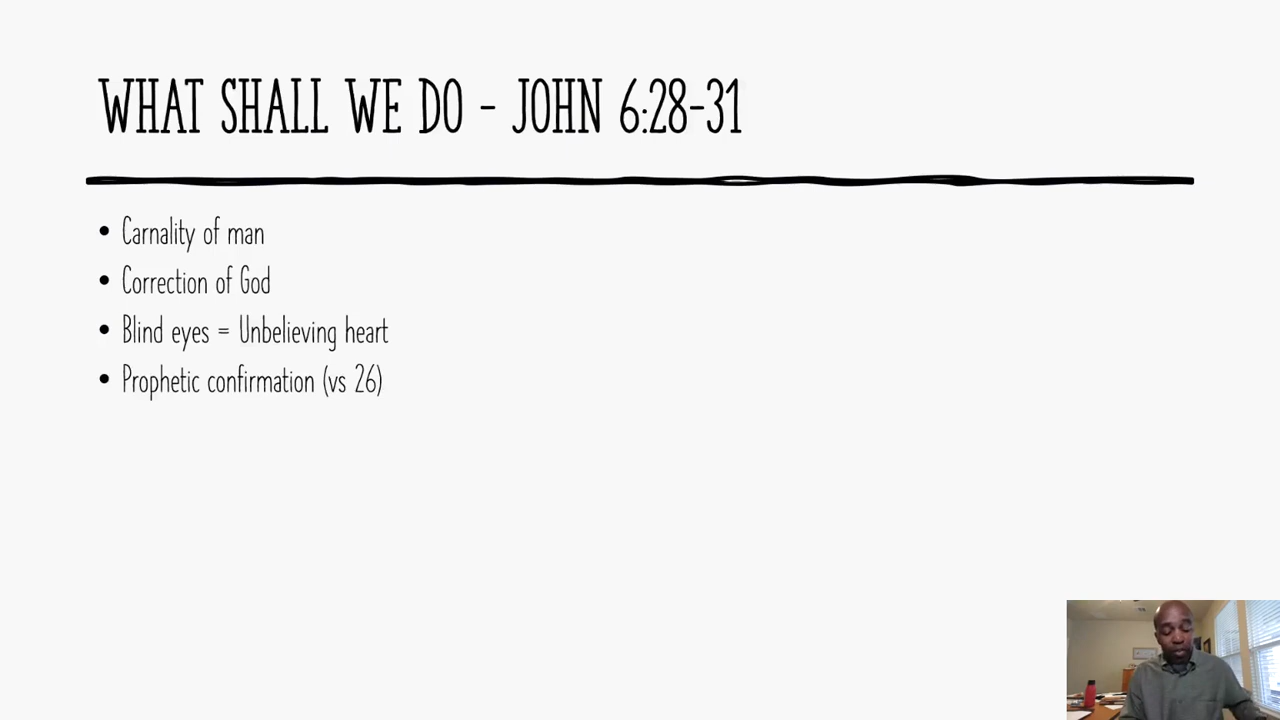 WHAT SHALL WE DO - JOHN 6:28-31
• Carnality of man
• Correction of God
• Blind eyes = Unbelieving heart
• Prophetic confirmation (vs 26)